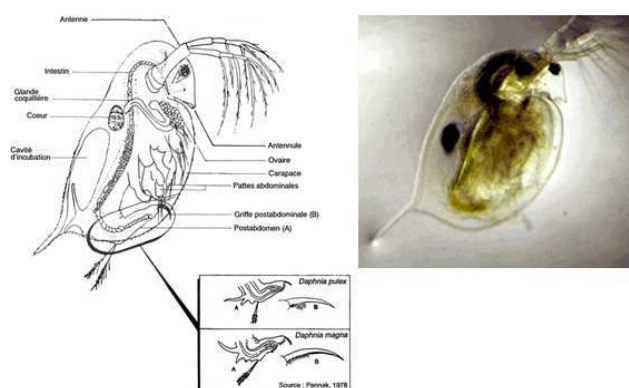 Antenne
Intestin
Glande
coquillière
Coeur
Cavité
d'incubation
Antennule
Ovaire
Carapace
Pattes abdominales
Griffe postabdominale (B)
Postabdomen (A)
Daphnia pulex
A
B
Daphnia magna
A
B
Source : Pennak, 1978